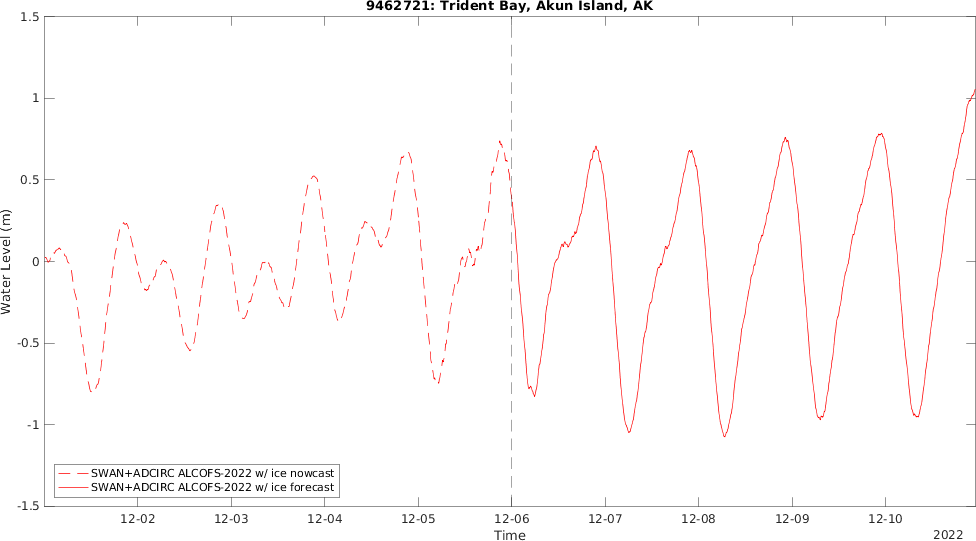 9462721: Trident Bay, Akun Island, AK
1.5
1
0.5
0
-0.5
-1
-1.5
Water Level (m)
SWAN+ADCIRC ALCOFS-2022 w/ ice nowcast
SWAN+ADCIRC ALCOFS-2022 w/ ice forecast
12-02 12-03 12-04 12-05 12-06 12-07 12-08 12-09 12-10
Time
2022